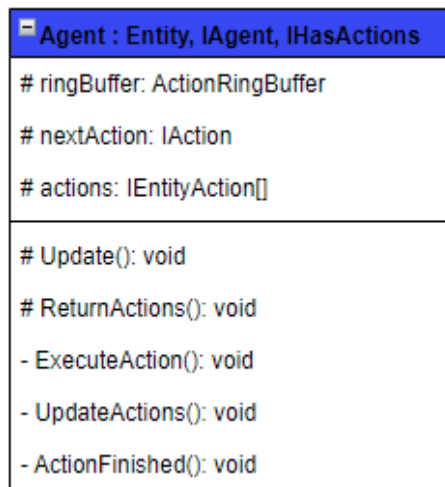 Agent : Entity, IAgent, IHasActions
# ringBuffer: ActionRingBuffer
# nextAction: IAction
# actions: IEntityAction[]
# Update(): void
# ReturnActions(): void
- ExecuteAction(): void
- UpdateActions(): void
- ActionFinished(): void